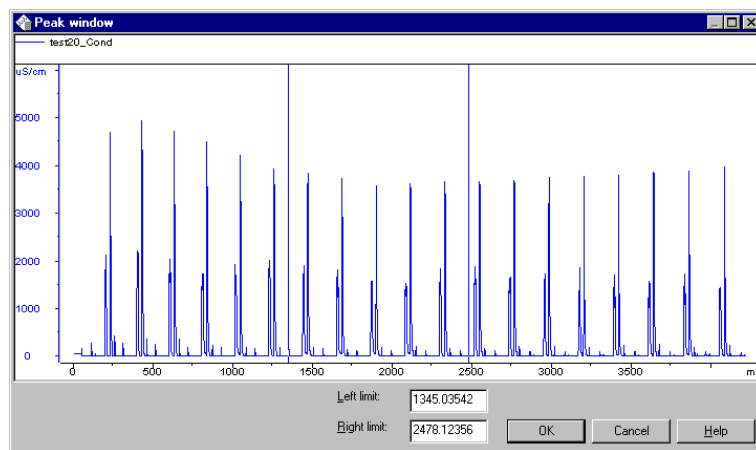 Peak window
test20_Cond
uS/cm
5000
4000
3000
2000
1000
0
0 500 1000 1500 2000 2500 3000 3500 m
Left limit: 1345.03542
Right limit: 2478.12356
OK Cancel Help